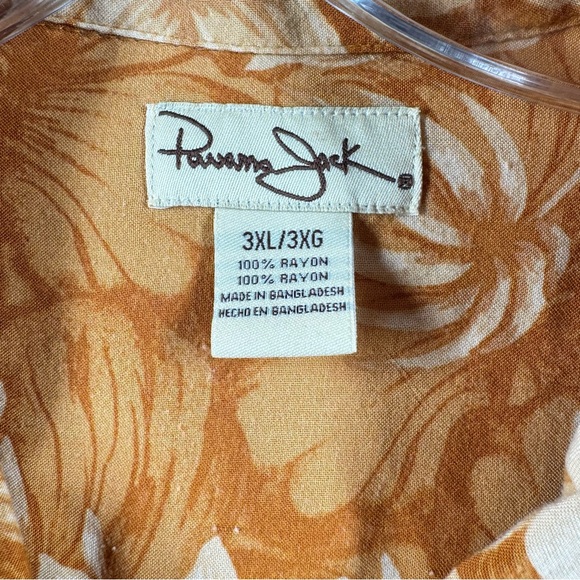 Panama Jack®
3XL/3XG
100% RAYON
100% RAYON
MADE IN BANGLADESH
HECHO EN BANGLADESH